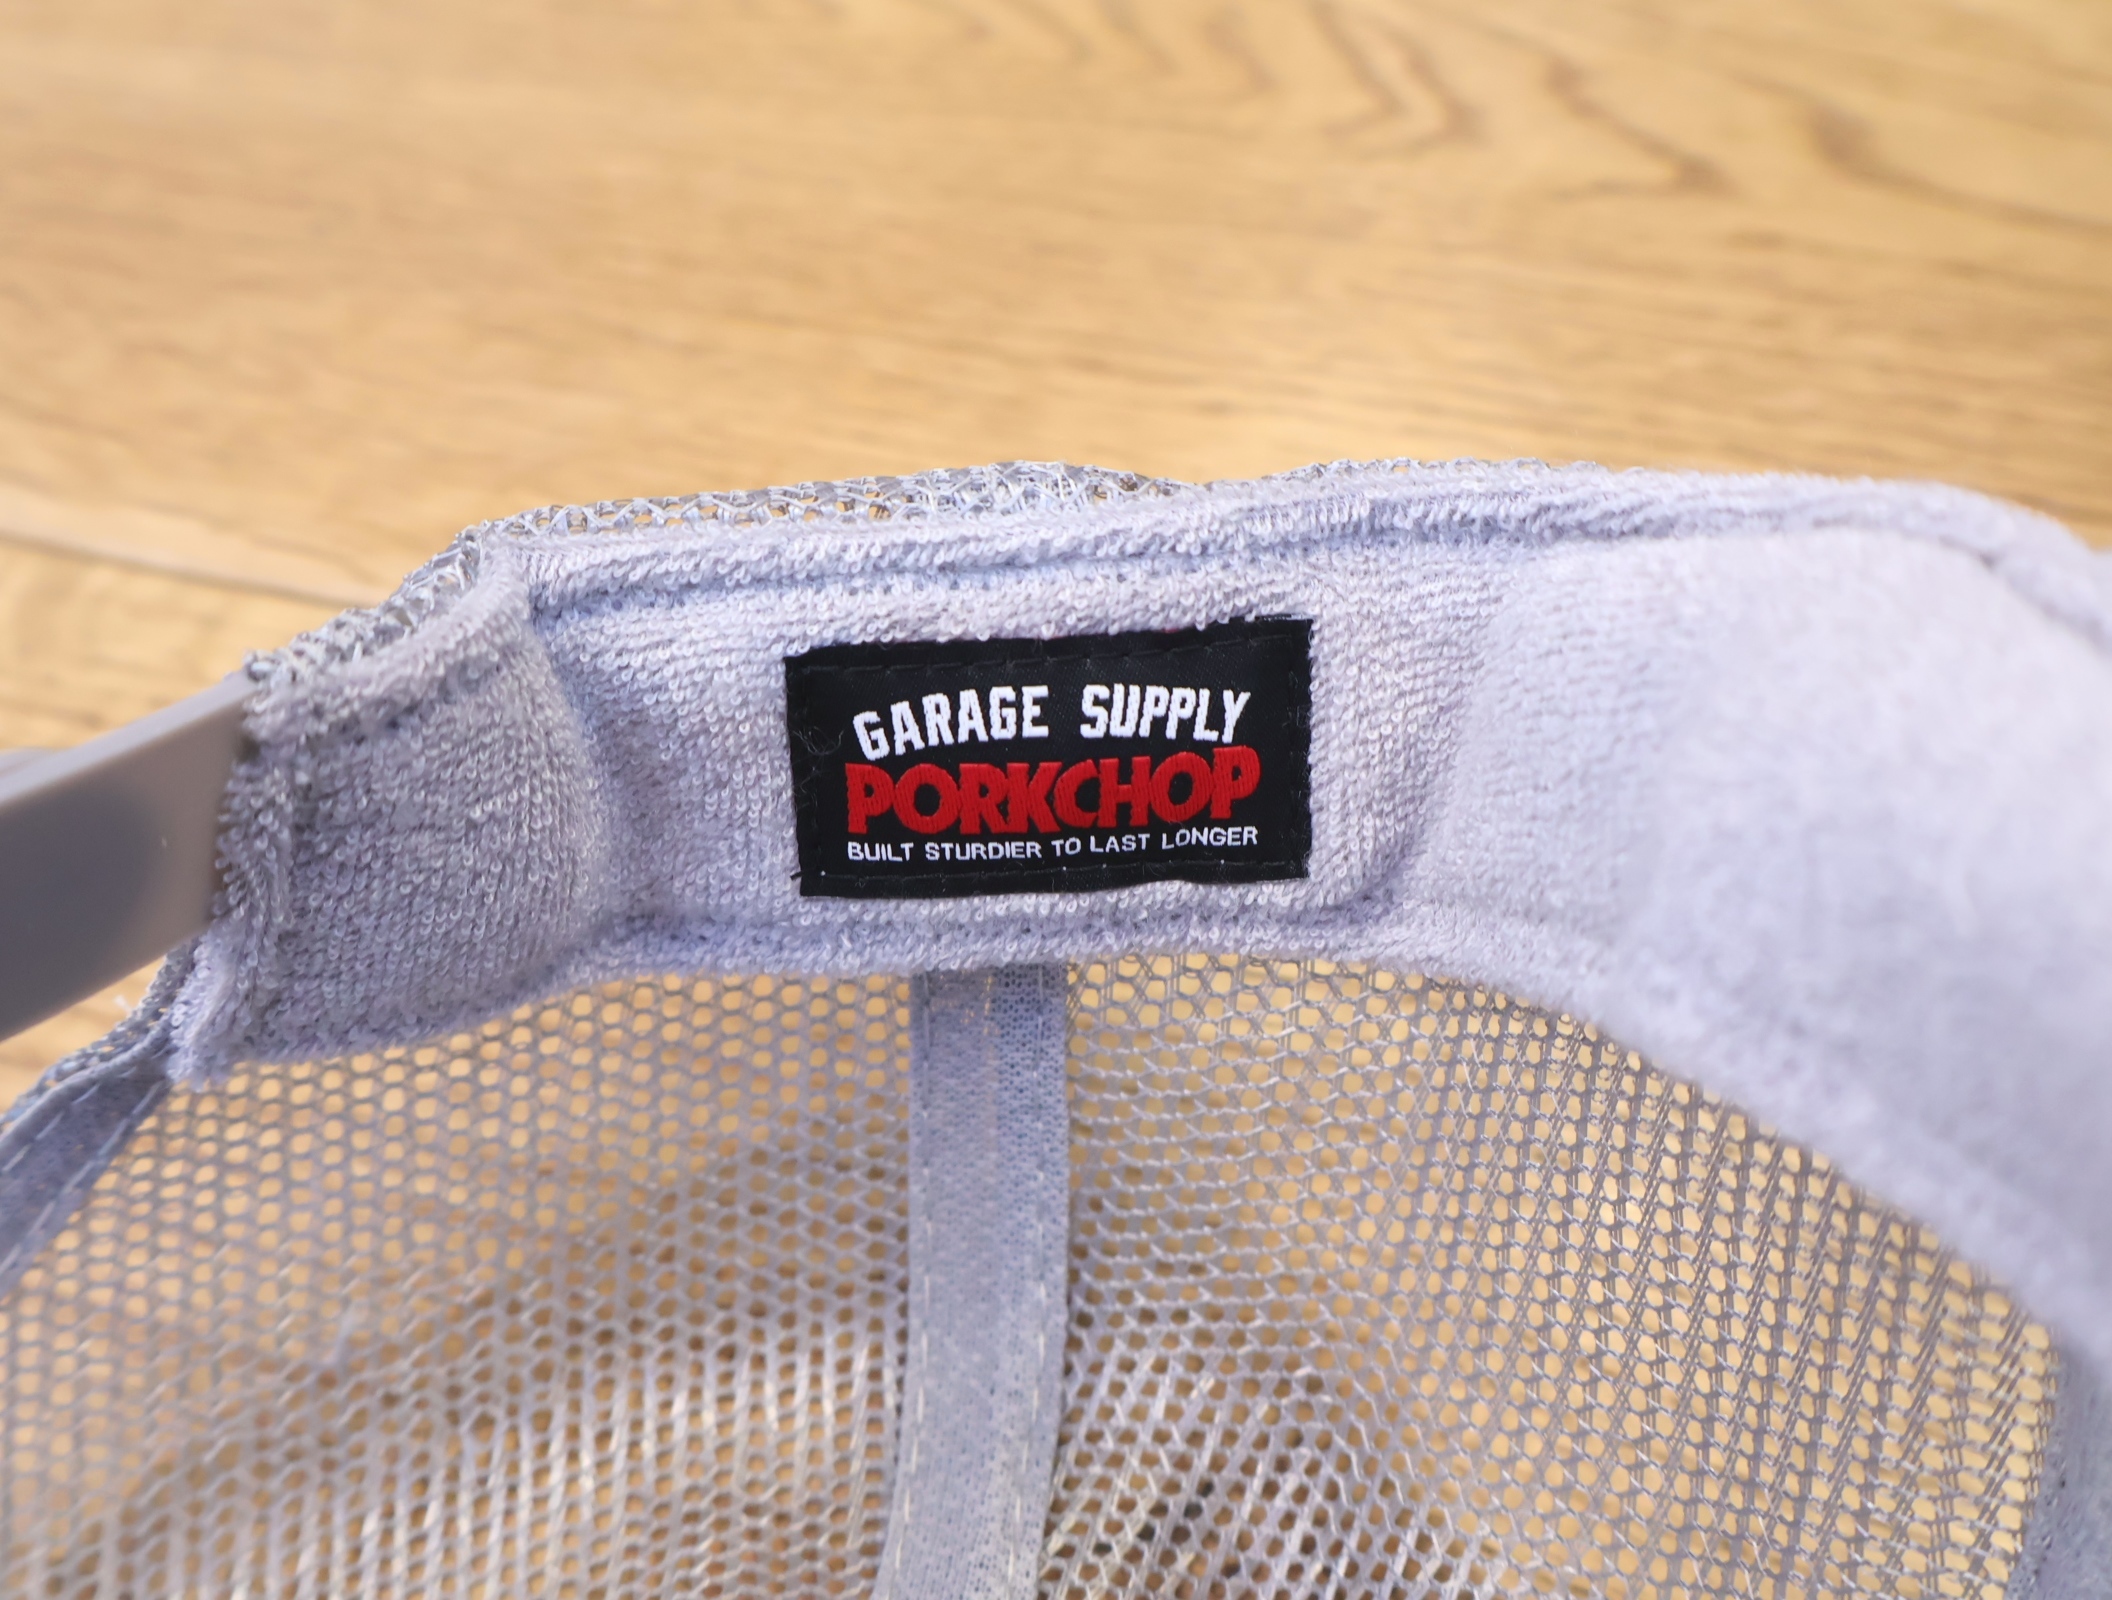 GARAGE SUPPLY
PORKCHOP
BUILT STURDIER TO LAST LONGER